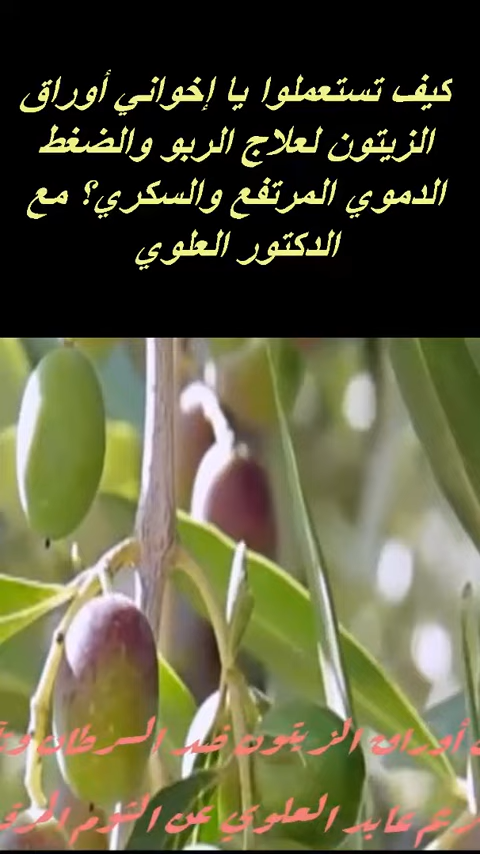 كيف تستعملوا يا إخواني أوراق
الزيتون لعلاج الربو والضغط
الدموي المرتفع والسكري؟ مع
الدكتور العلوي
أوراق الزيتون ضد السرطان
عابد العلوي عن الثوم